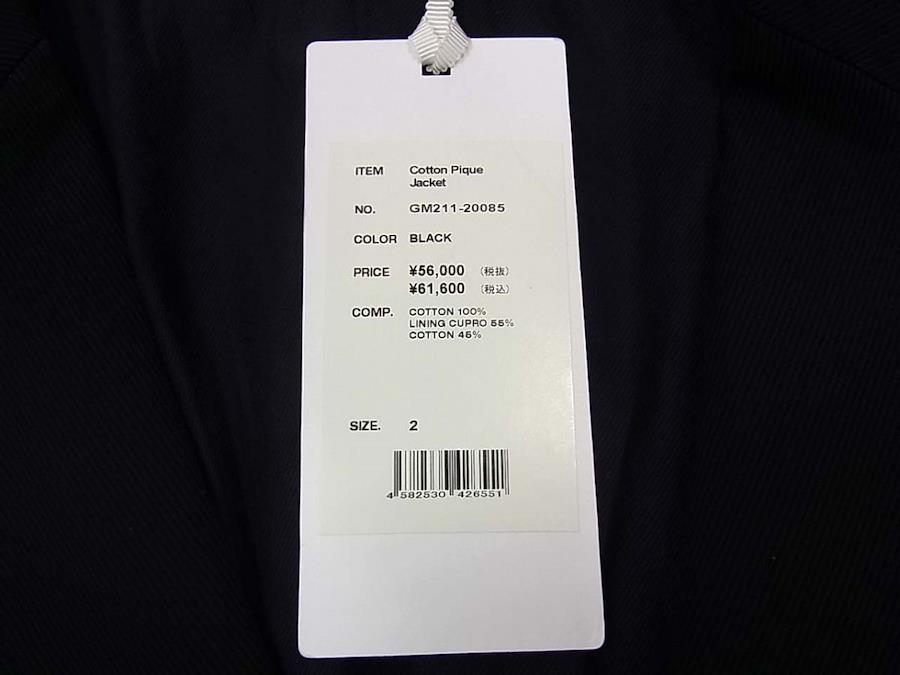 ITEM Cotton Pique
Jacket
NO. GM211-20085
COLOR BLACK
PRICE ¥56,000 (税抜)
¥61,600 (税込)
COMP. COTTON 100%
LINING CUPRO 55%
COTTON 45%
SIZE. 2
4 582530 426551